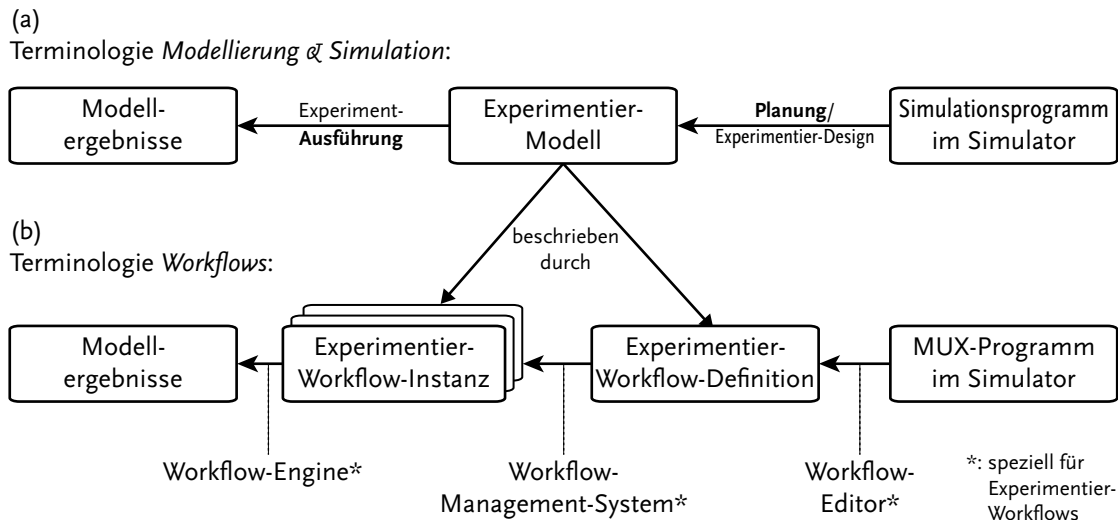 (a)
Terminologie Modellierung & Simulation:
Modell-
ergebnisse
Experiment-
Ausführung
Experimentier-
Modell
Planung/
Experimentier-Design
Simulationsprogramm
im Simulator
(b)
Terminologie Workflows:
beschrieben
durch
Modell-
ergebnisse
Experimentier-
Workflow-Instanz
Experimentier-
Workflow-Definition
MUX-Programm
im Simulator
Workflow-Engine*
Workflow-
Management-System*
Workflow-
Editor*
*: speziell für
Experimentier-
Workflows